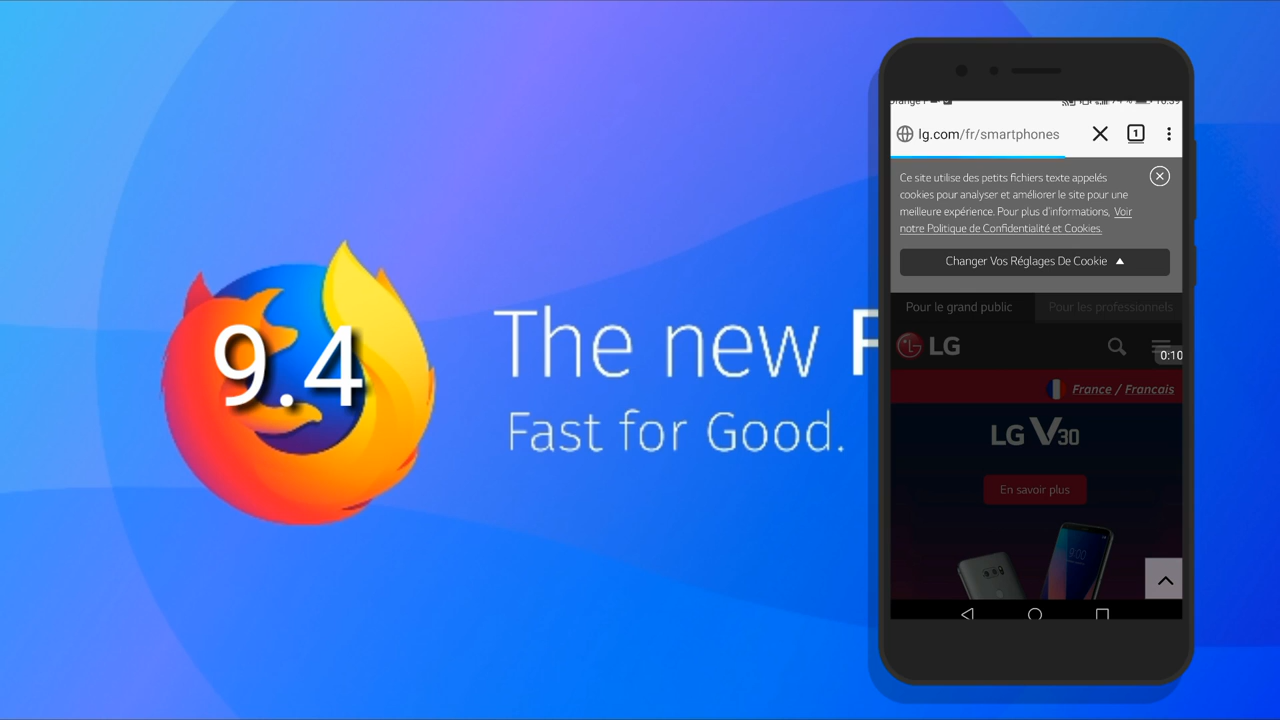 9.4
The new F
Fast for Good.
lg.com/fr/smartphones
1
Ce site utilise des petits fichiers texte appelés
cookies pour analyser et améliorer le site pour une
meilleure expérience. Pour plus d'informations, Voir
notre Politique de Confidentialité et Cookies.
Changer Vos Réglages De Cookie
Pour le grand public
Pour les professionnels
LG
0:10
France / Francais
LG V30
En savoir plus
9:00